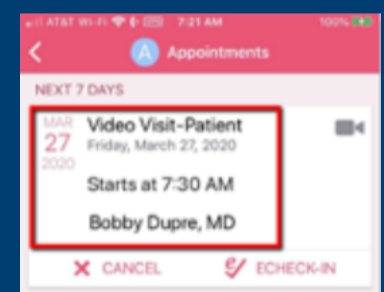 AT&T Wi-Fi 7:21 AM 100%
A Appointments
NEXT 7 DAYS
MAR Video Visit-Patient
27 Friday, March 27, 2020
2020
Starts at 7:30 AM
Bobby Dupre, MD
CANCEL ECHECK-IN